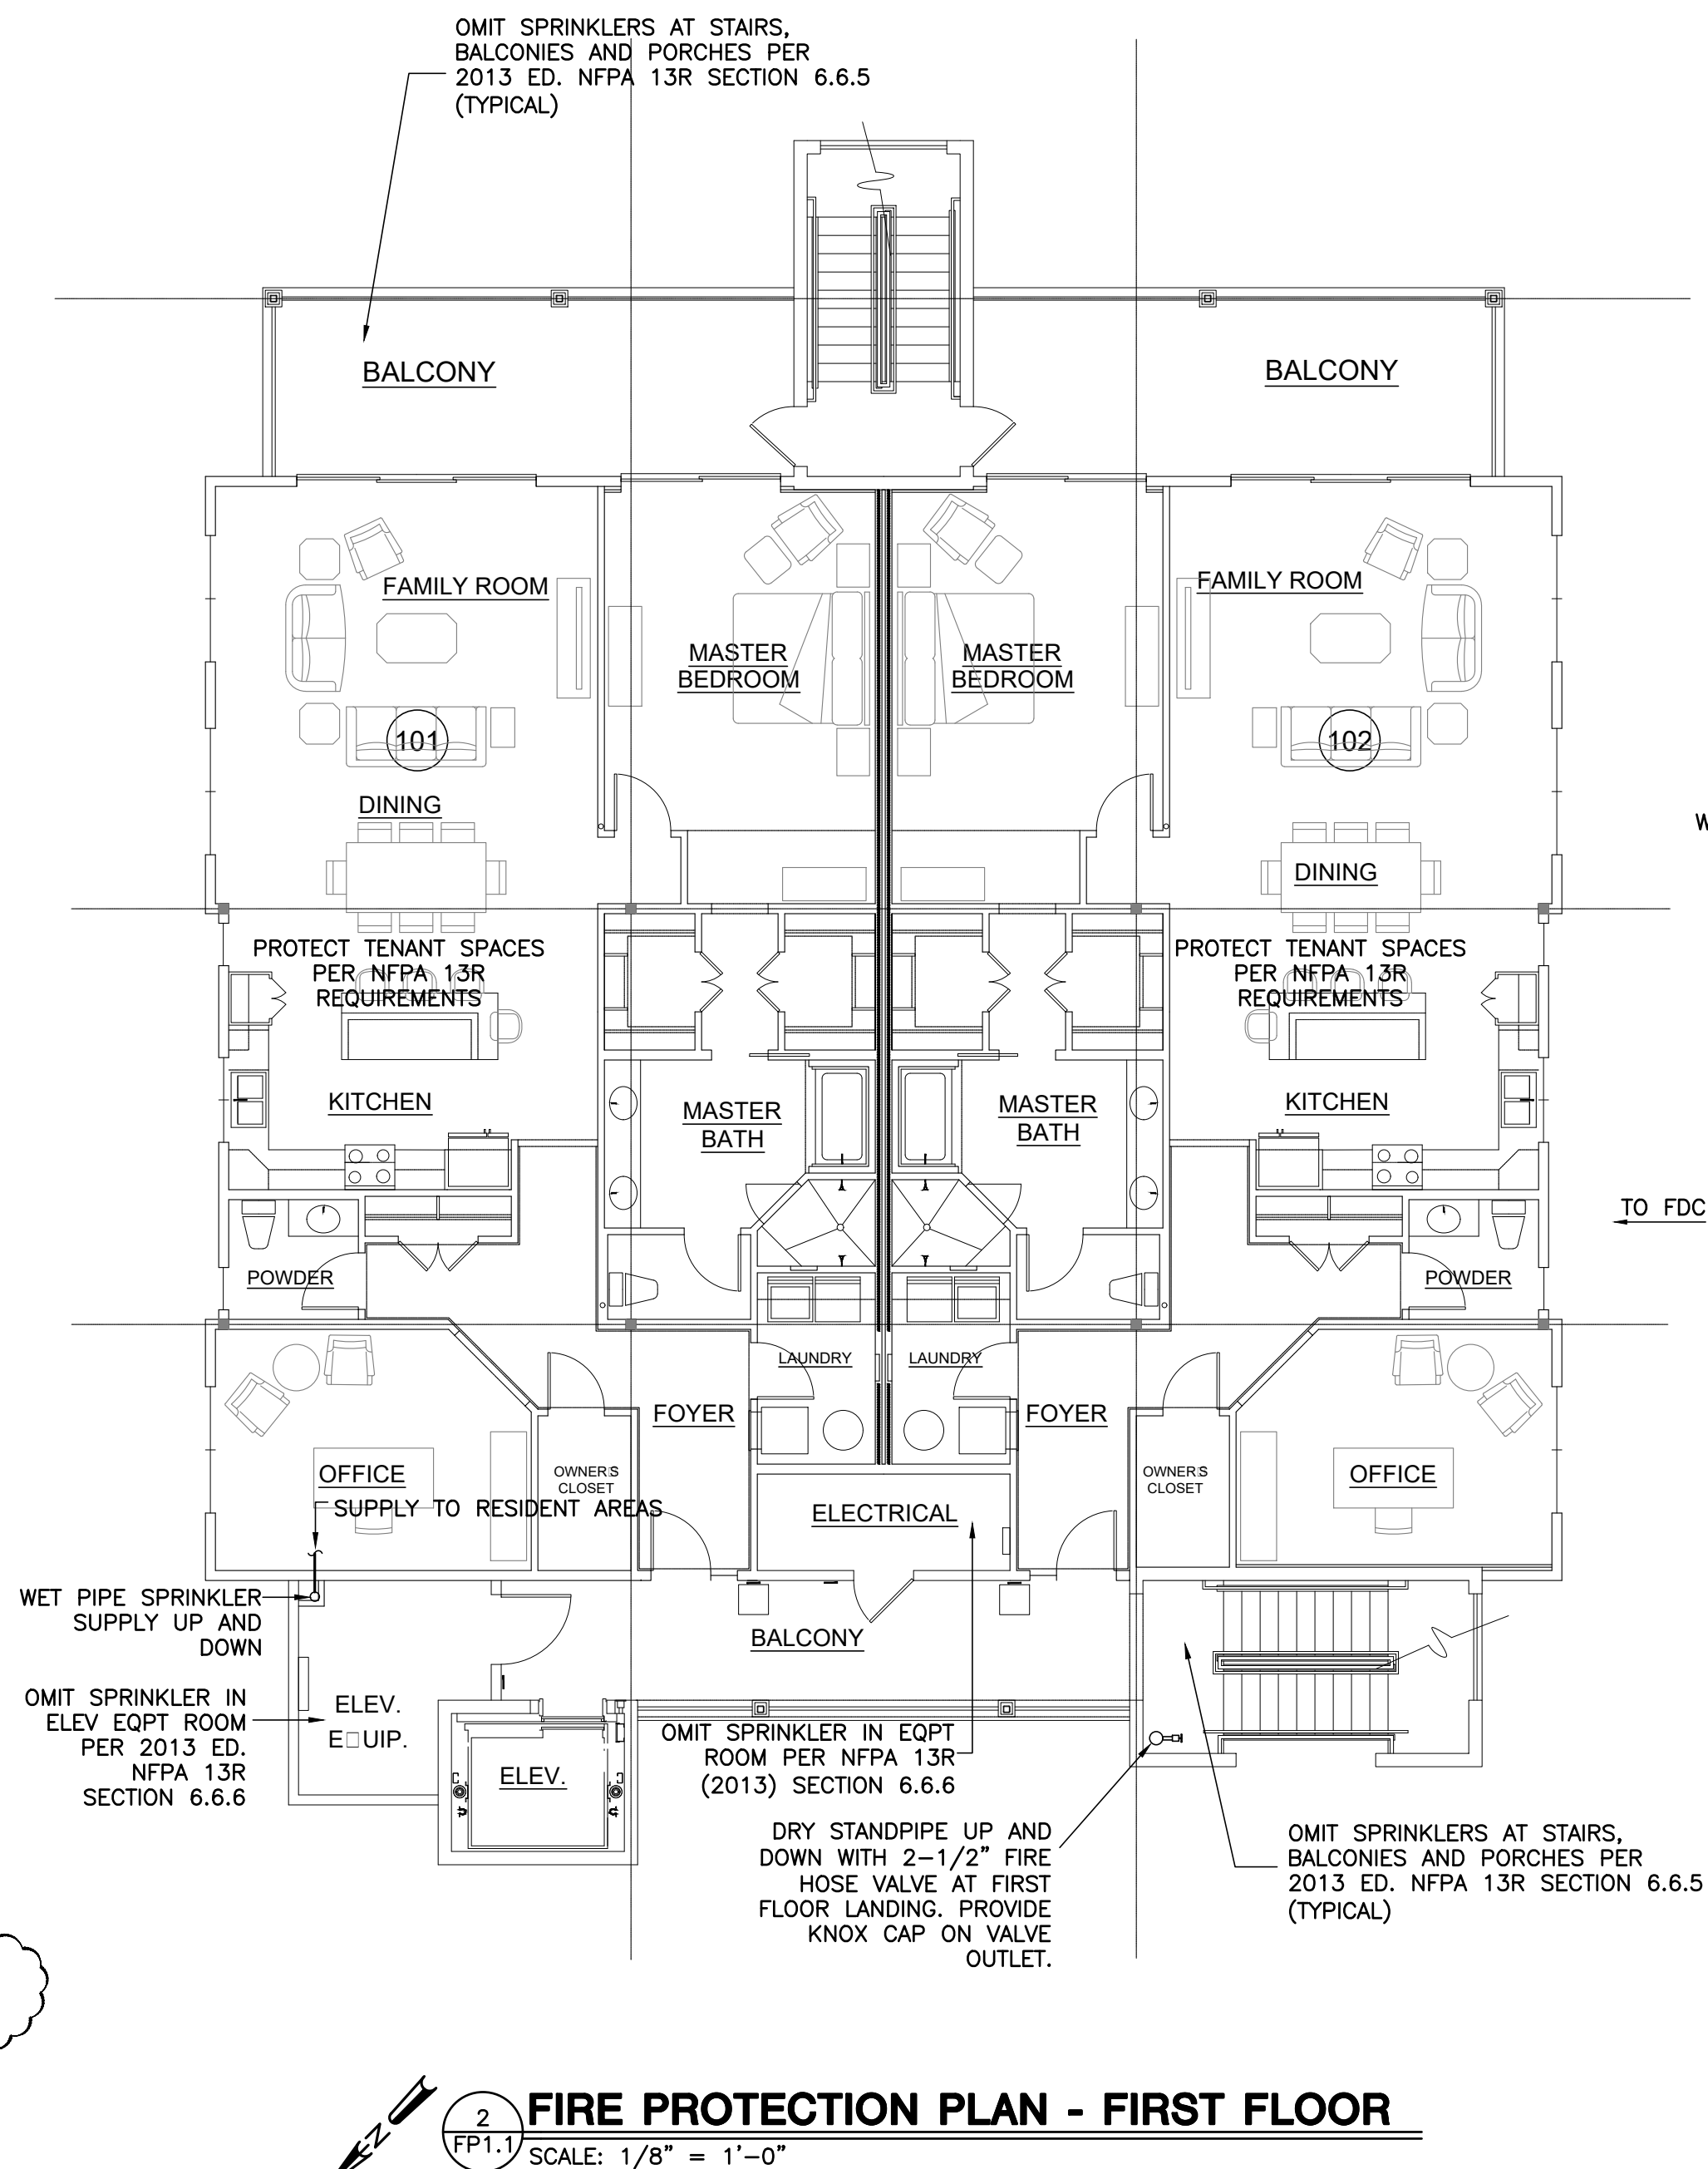 OMIT SPRINKLERS AT STAIRS,
BALCONIES AND PORCHES PER
2013 ED. NFPA 13R SECTION 6.6.5
(TYPICAL)
BALCONY
BALCONY
FAMILY ROOM
FAMILY ROOM
MASTER
BEDROOM
MASTER
BEDROOM
101
102
DINING
W
DINING
PROTECT TENANT SPACES
PER NFPA 13R
REQUIREMENTS
PROTECT TENANT SPACES
PER NFPA 13R
REQUIREMENTS
KITCHEN
MASTER
BATH
MASTER
BATH
KITCHEN
TO FDC
POWDER
POWDER
LAUNDRY
LAUNDRY
FOYER
FOYER
OFFICE
OWNER'S
CLOSET
OWNER'S
CLOSET
OFFICE
SUPPLY TO RESIDENT AREAS
ELECTRICAL
WET PIPE SPRINKLER
SUPPLY UP AND
DOWN
BALCONY
OMIT SPRINKLER IN
ELEV EQPT ROOM
PER 2013 ED.
NFPA 13R
SECTION 6.6.6
ELEV.
E□UIP.
ELEV.
OMIT SPRINKLER IN EQPT
ROOM PER NFPA 13R
(2013) SECTION 6.6.6
DRY STANDPIPE UP AND
DOWN WITH 2-1/2" FIRE
HOSE VALVE AT FIRST
FLOOR LANDING. PROVIDE
KNOX CAP ON VALVE
OUTLET.
OMIT SPRINKLERS AT STAIRS,
BALCONIES AND PORCHES PER
2013 ED. NFPA 13R SECTION 6.6.5
(TYPICAL)
N
2
FP1.1
FIRE PROTECTION PLAN - FIRST FLOOR
SCALE: 1/8" = 1'-0"